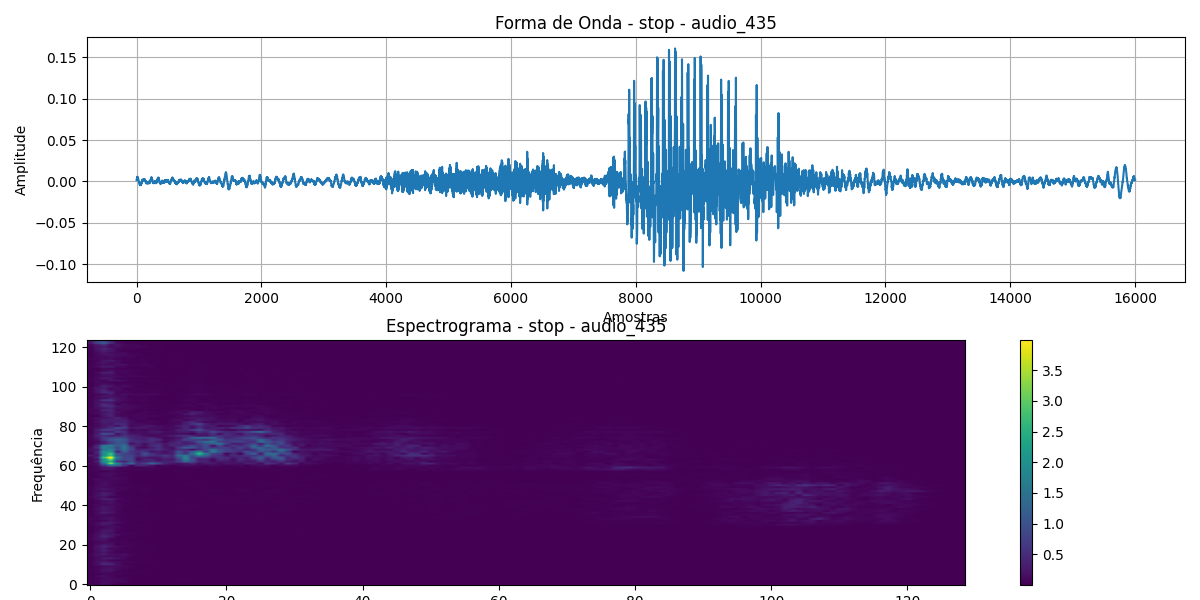 Forma de Onda - stop - audio_435
0.15
0.10
0.05
0.00
−0.05
−0.10
Amplitude
0 2000 4000 6000 8000 10000 12000 14000 16000
Amostras
Espectrograma - stop - audio_435
120
100
80
60
40
20
0
Frequência
0 20 40 60 80 100 120
3.5
3.0
2.5
2.0
1.5
1.0
0.5